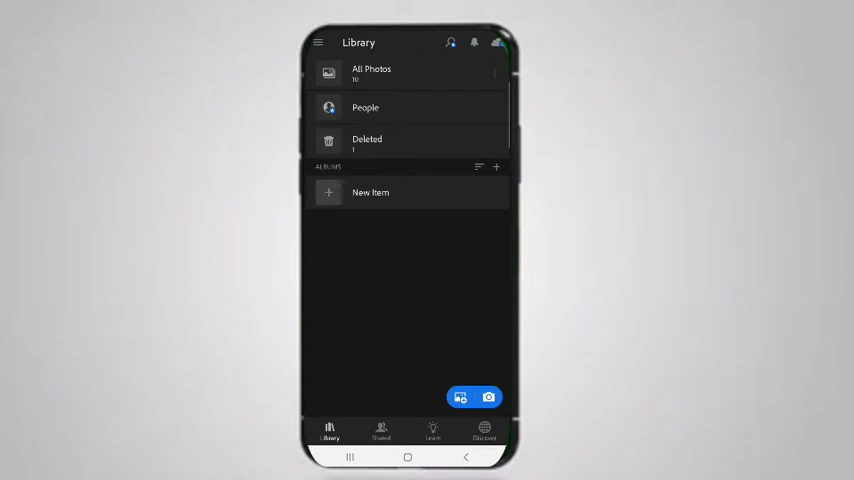 Library
All Photos
10
People
Deleted
1
ALBUMS
New Item
Library
Shared
Learn
Discover